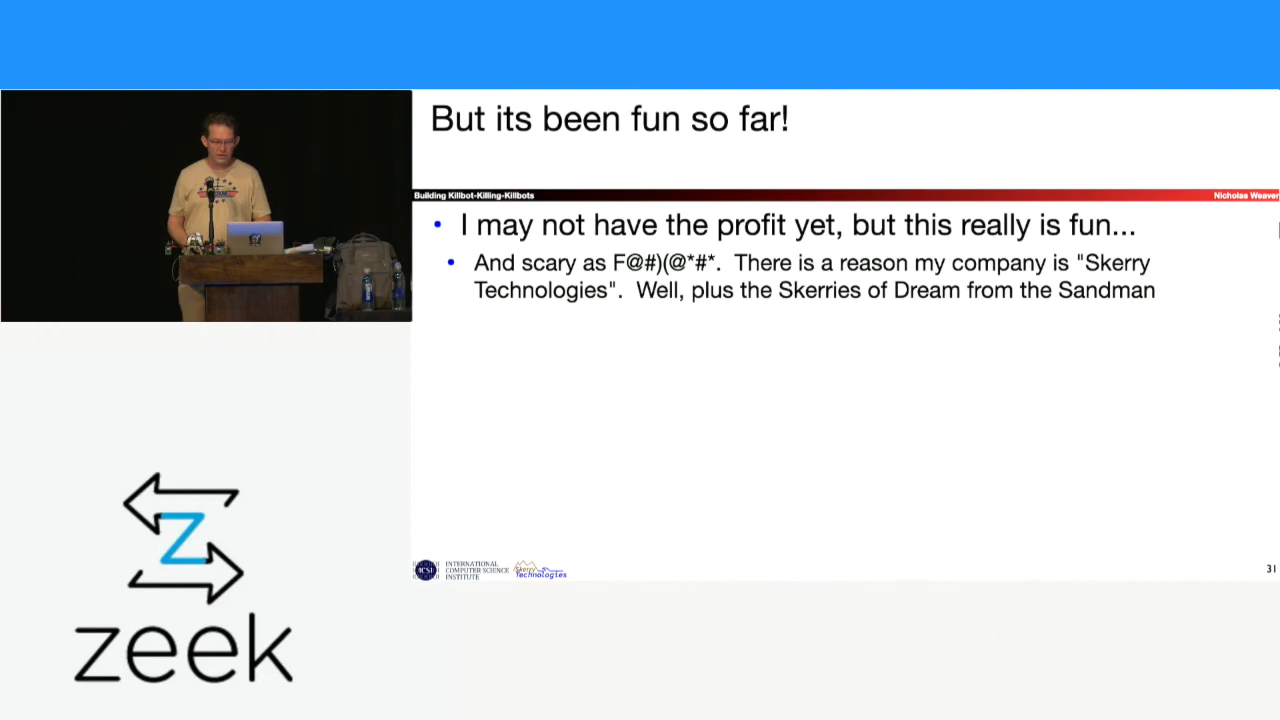 But its been fun so far!
Building Killbot-Killing-Killbots
Nicholas Weaver
• I may not have the profit yet, but this really is fun...
• And scary as F@#)(@*#*. There is a reason my company is "Skerry
Technologies". Well, plus the Skerries of Dream from the Sandman
ICSI
INTERNATIONAL
COMPUTER SCIENCE
INSTITUTE
Skerry
Technologies
31
z
zeek